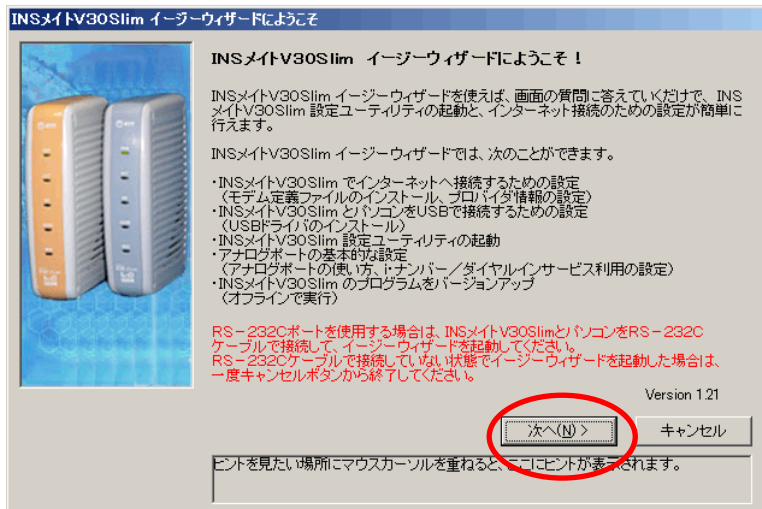 INSメイトV30Slim イージーウィザードにようこそ
INSメイトV30Slim イージーウィザードにようこそ！
INSメイトV30Slim イージーウィザードを使えば、画面の質問に答えていくだけで、INS
メイトV30Slim 設定ユーティリティの起動と、インターネット接続のための設定が簡単に
行えます。
INSメイトV30Slim イージーウィザードでは、次のことができます。
・INSメイトV30Slim でインターネットへ接続するための設定
（モデム定義ファイルのインストール、プロバイダ情報の設定）
・INSメイトV30Slim とパソコンをUSBで接続するための設定
（USBドライバのインストール）
・INSメイトV30Slim 設定ユーティリティの起動
・アナログポートの基本的な設定
（アナログポートの使い方、i・ナンバー／ダイヤルインサービス利用の設定）
・INSメイトV30Slim のプログラムをバージョンアップ
（オフラインで実行）
RS－232Cポートを使用する場合は、INSメイトV30SlimとパソコンをRS－232C
ケーブルで接続して、イージーウィザードを起動してください。
RS－232Cケーブルで接続していない状態でイージーウィザードを起動した場合は、
一度キャンセルボタンから終了してください。
Version 1.21
次へ(N) >
キャンセル
ヒントを見たい場所にマウスカーソルを重ねると、ここにヒントが表示されます。